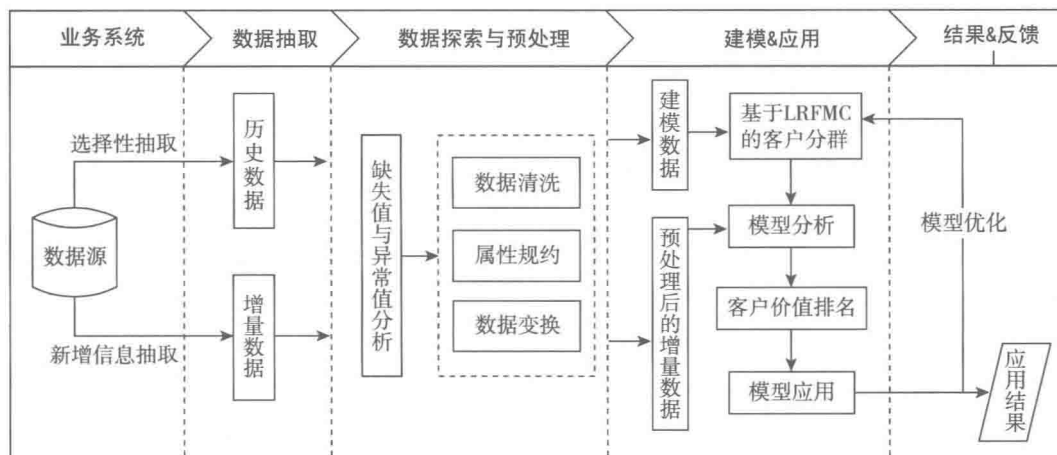 业务系统
数据抽取
数据探索与预处理
建模&应用
结果&反馈
选择性抽取
数据源
新增信息抽取
历史数据
增量数据
缺失值与异常值分析
数据清洗
属性规约
数据变换
建模数据
预处理后的增量数据
基于LRFMC
的客户分群
模型分析
客户价值排名
模型应用
模型优化
应用结果